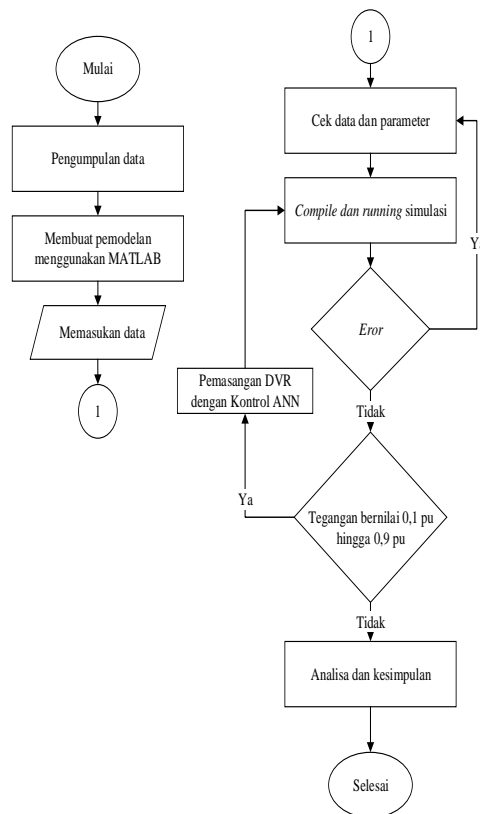 Mulai
Pengumpulan data
Membuat pemodelan
menggunakan MATLAB
Memasukan data
1
1
Cek data dan parameter
Compile dan running simulasi
Ya
Eror
Pemasangan DVR
dengan Kontrol ANN
Tidak
Ya
Tegangan bernilai 0,1 pu
hingga 0,9 pu
Tidak
Analisa dan kesimpulan
Selesai